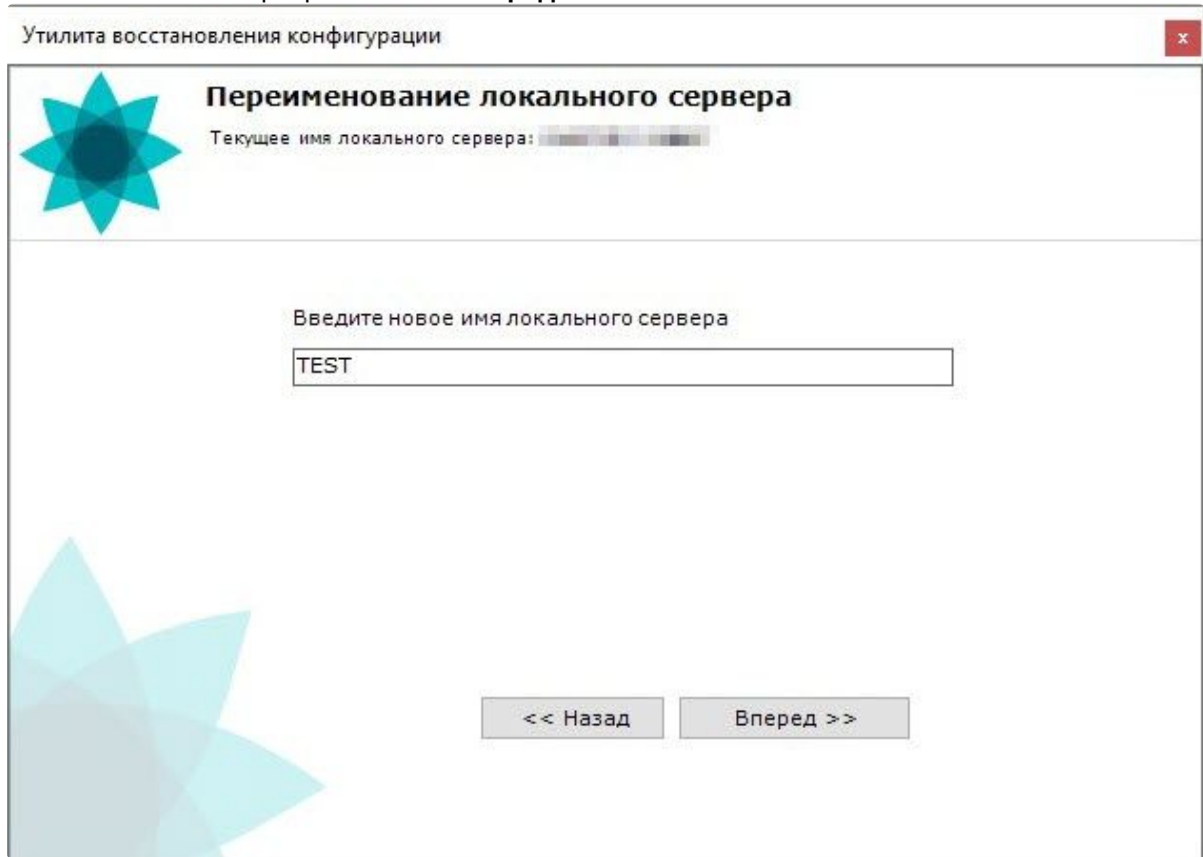 Утилита восстановления конфигурации
x
Переименование локального сервера
Текущее имя локального сервера:
Введите новое имя локального сервера
TEST
<< Назад
Вперед >>